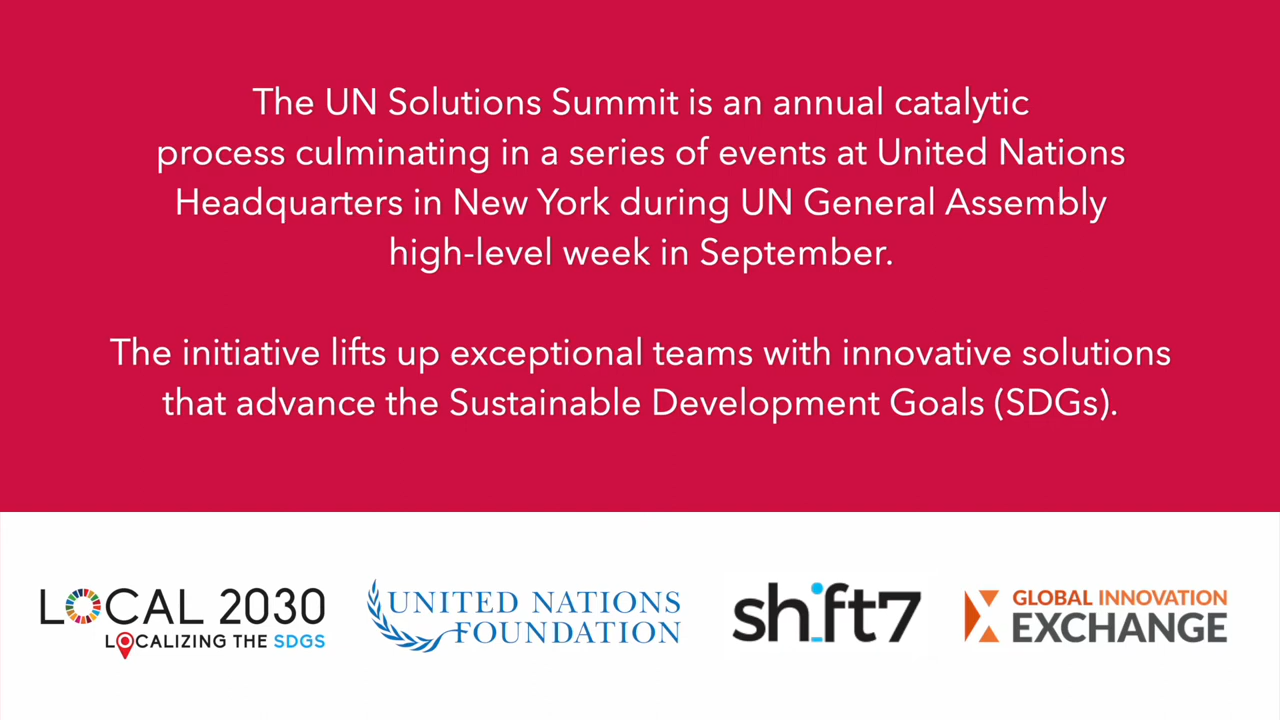 The UN Solutions Summit is an annual catalytic
process culminating in a series of events at United Nations
Headquarters in New York during UN General Assembly
high-level week in September.
The initiative lifts up exceptional teams with innovative solutions
that advance the Sustainable Development Goals (SDGs).
LOCAL 2030
LOCALIZING THE SDGS
UNITED NATIONS
FOUNDATION
shift7
GLOBAL INNOVATION
EXCHANGE